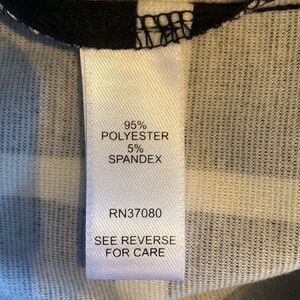 95%
POLYESTER
5%
SPANDEX
RN37080
SEE REVERSE
FOR CARE